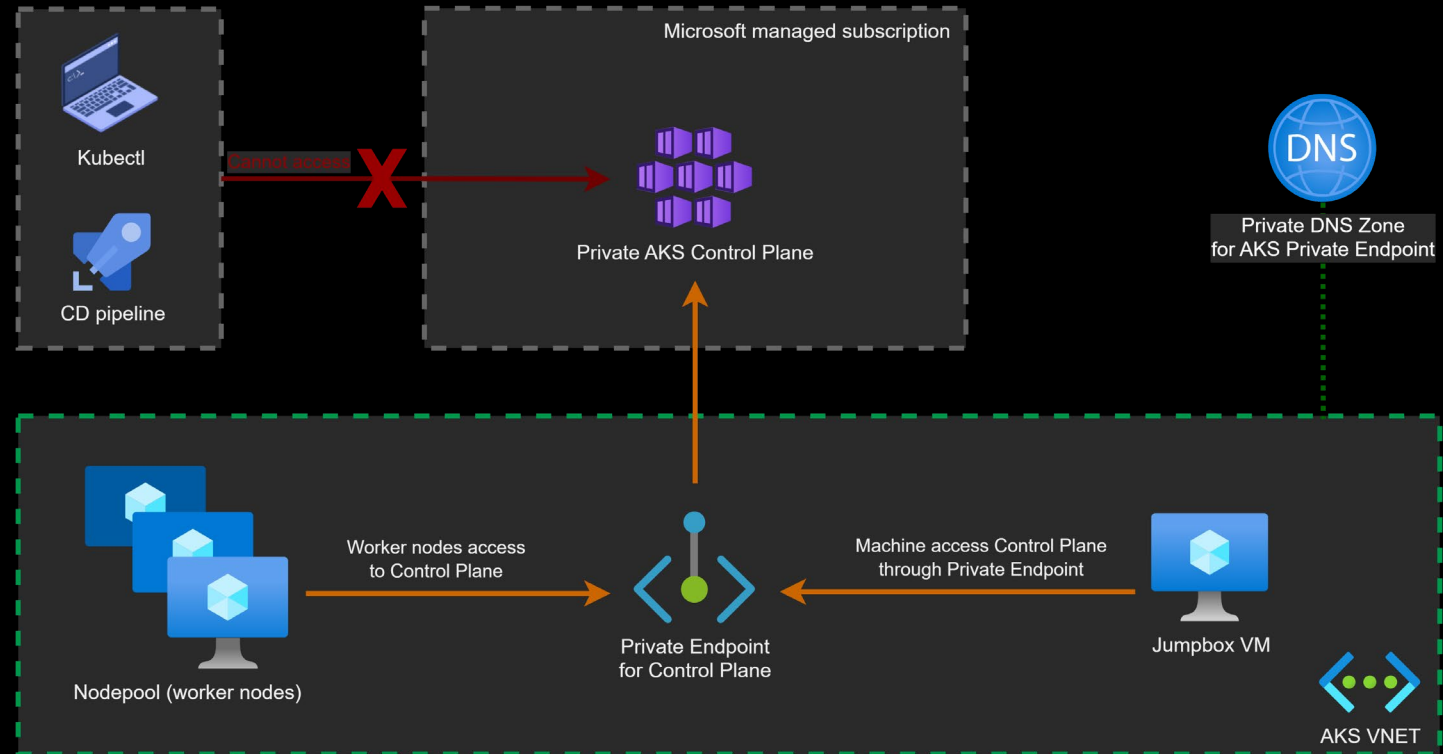 Microsoft managed subscription
Kubectl
CD pipeline
Cannot access
X
Private AKS Control Plane
DNS
Private DNS Zone
for AKS Private Endpoint
Worker nodes access
to Control Plane
Machine access Control Plane
through Private Endpoint
Nodepool (worker nodes)
Private Endpoint
for Control Plane
Jumpbox VM
AKS VNET